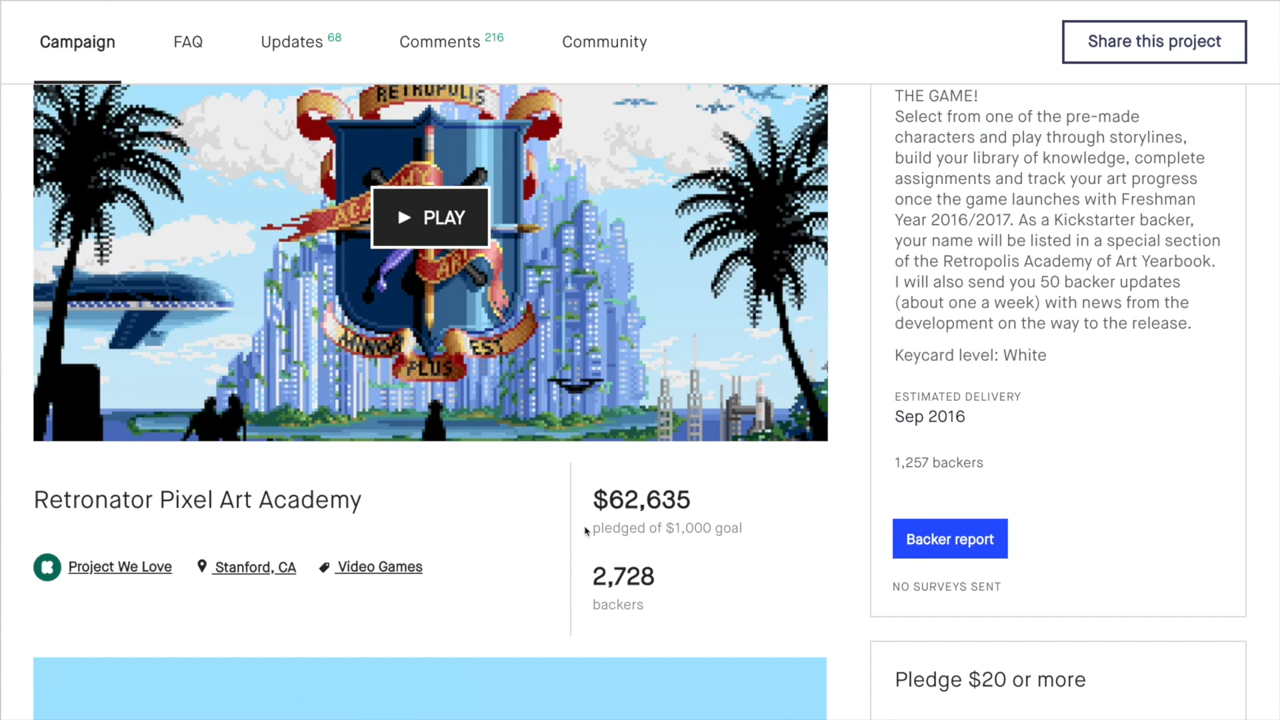 Campaign
FAQ
Updates 68
Comments 216
Community
Share this project
RETROPOLIS
ACADEMY
ART
PLUS
PLAY
THE GAME!
Select from one of the pre-made
characters and play through storylines,
build your library of knowledge, complete
assignments and track your art progress
once the game launches with Freshman
Year 2016/2017. As a Kickstarter backer,
your name will be listed in a special section
of the Retropolis Academy of Art Yearbook.
I will also send you 50 backer updates
(about one a week) with news from the
development on the way to the release.
Keycard level: White
ESTIMATED DELIVERY
Sep 2016
1,257 backers
Backer report
NO SURVEYS SENT
Retronator Pixel Art Academy
Project We Love
Stanford, CA
Video Games
$62,635
pledged of $1,000 goal
2,728
backers
Pledge $20 or more